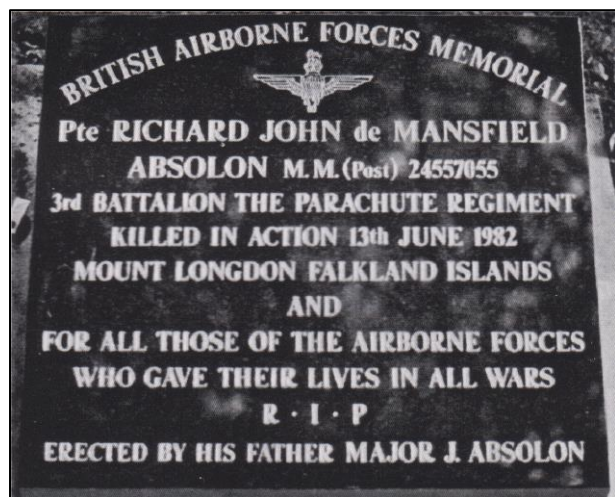 BRITISH AIRBORNE FORCES MEMORIAL
Pte RICHARD JOHN de MANSFIELD
ABSOLON M.M.(Post) 24557055
3rd BATTALION THE PARACHUTE REGIMENT
KILLED IN ACTION 13th JUNE 1982
MOUNT LONGDON FALKLAND ISLANDS
AND
FOR ALL THOSE OF THE AIRBORNE FORCES
WHO GAVE THEIR LIVES IN ALL WARS
R · I · P
ERECTED BY HIS FATHER MAJOR J. ABSOLON